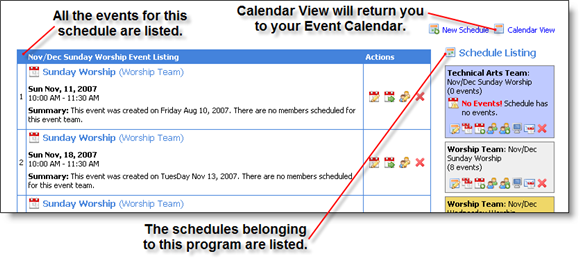 All the events for this
schedule are listed.
Calendar View will return you
to your Event Calendar.
New Schedule Calendar View
Nov/Dec Sunday Worship Event Listing Actions
Sunday Worship (Worship Team)
1
Sun Nov, 11, 2007
10:00 AM - 11:30 AM
Summary: This event was created on Friday Aug 10, 2007. There are no members scheduled for
this event team.
Sunday Worship (Worship Team)
2
Sun Nov, 18, 2007
10:00 AM - 11:30 AM
Summary: This event was created on TuesDay Nov 13, 2007. There are no members
scheduled for this event team.
Sunday Worship (Worship Team)
Schedule Listing
Technical Arts Team:
Nov/Dec Sunday Worship
(0 events)
No Events! Schedule has
no events.
Worship Team: Nov/Dec
Sunday Worship
(8 events)
Worship Team: Nov/Dec
Wednesday Worship
The schedules belonging
to this program are listed.